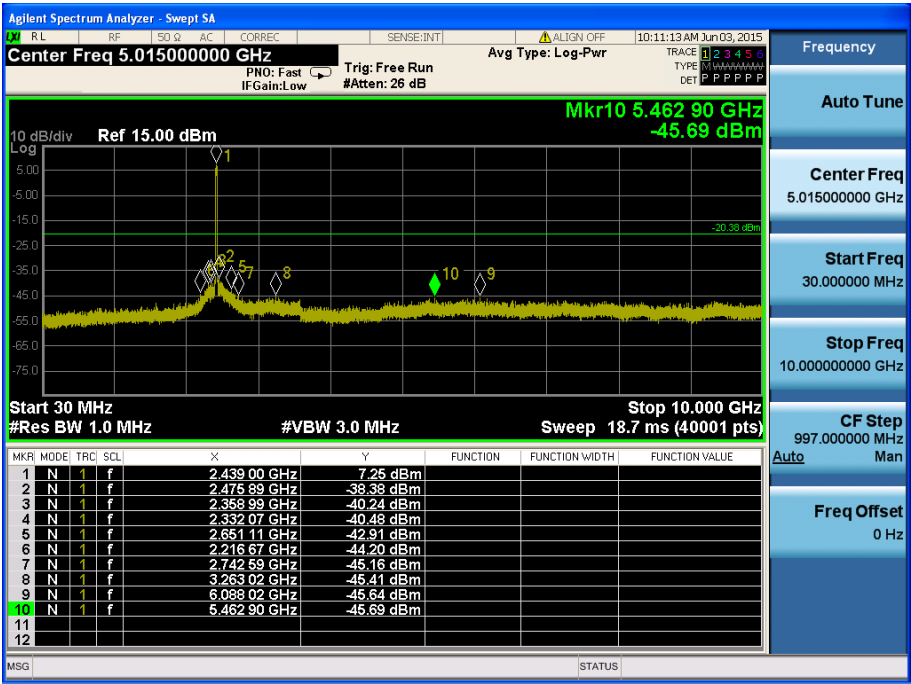 Agilent Spectrum Analyzer - Swept SA
LXI RL RF 50 Ω AC CORREC SENSE:INT ALIGN OFF 10:11:13 AM Jun 03, 2015
Center Freq 5.015000000 GHz
PNO: Fast
IFGain:Low
Trig: Free Run
#Atten: 26 dB
Avg Type: Log-Pwr
TRACE 1 2 3 4 5 6
TYPE M
DET P P P P P P
Mkr10 5.462 90 GHz
-45.69 dBm
10 dB/div Ref 15.00 dBm
Log
5.00
-5.00
-15.0
-25.0
-35.0
-45.0
-55.0
-65.0
-75.0
-20.38 dBm
1
2
5
7
8
10
9
Start 30 MHz Stop 10.000 GHz
#Res BW 1.0 MHz #VBW 3.0 MHz Sweep 18.7 ms (40001 pts)
MKR MODE TRC SCL X Y FUNCTION FUNCTION WIDTH FUNCTION VALUE
1 N 1 f 2.439 00 GHz 7.25 dBm
2 N 1 f 2.475 89 GHz -38.38 dBm
3 N 1 f 2.358 99 GHz -40.24 dBm
4 N 1 f 2.332 07 GHz -40.48 dBm
5 N 1 f 2.651 11 GHz -42.91 dBm
6 N 1 f 2.216 67 GHz -44.20 dBm
7 N 1 f 2.742 59 GHz -45.16 dBm
8 N 1 f 3.263 02 GHz -45.41 dBm
9 N 1 f 6.088 02 GHz -45.64 dBm
10 N 1 f 5.462 90 GHz -45.69 dBm
11
12
MSG STATUS
Frequency
Auto Tune
Center Freq
5.015000000 GHz
Start Freq
30.000000 MHz
Stop Freq
10.000000000 GHz
CF Step
997.000000 MHz
Auto Man
Freq Offset
0 Hz